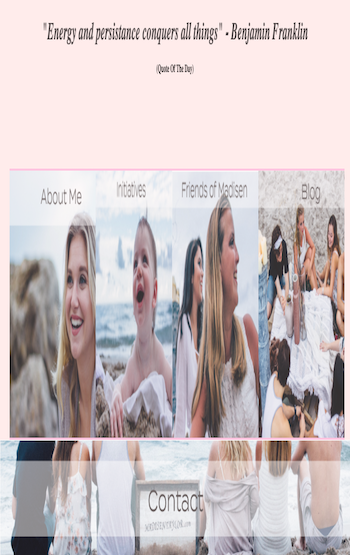 "Energy and persistance conquers all things" - Benjamin Franklin
(Quote Of The Day)
About Me
Initiatives
Friends of Madisen
Blog
Contact